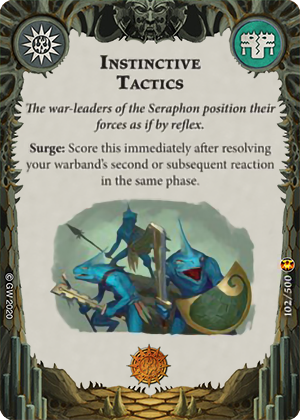 Instinctive
Tactics
The war-leaders of the Seraphon position their
forces as if by reflex.
Surge: Score this immediately after resolving
your warband's second or subsequent reaction
in the same phase.
© GW 2020
102/500